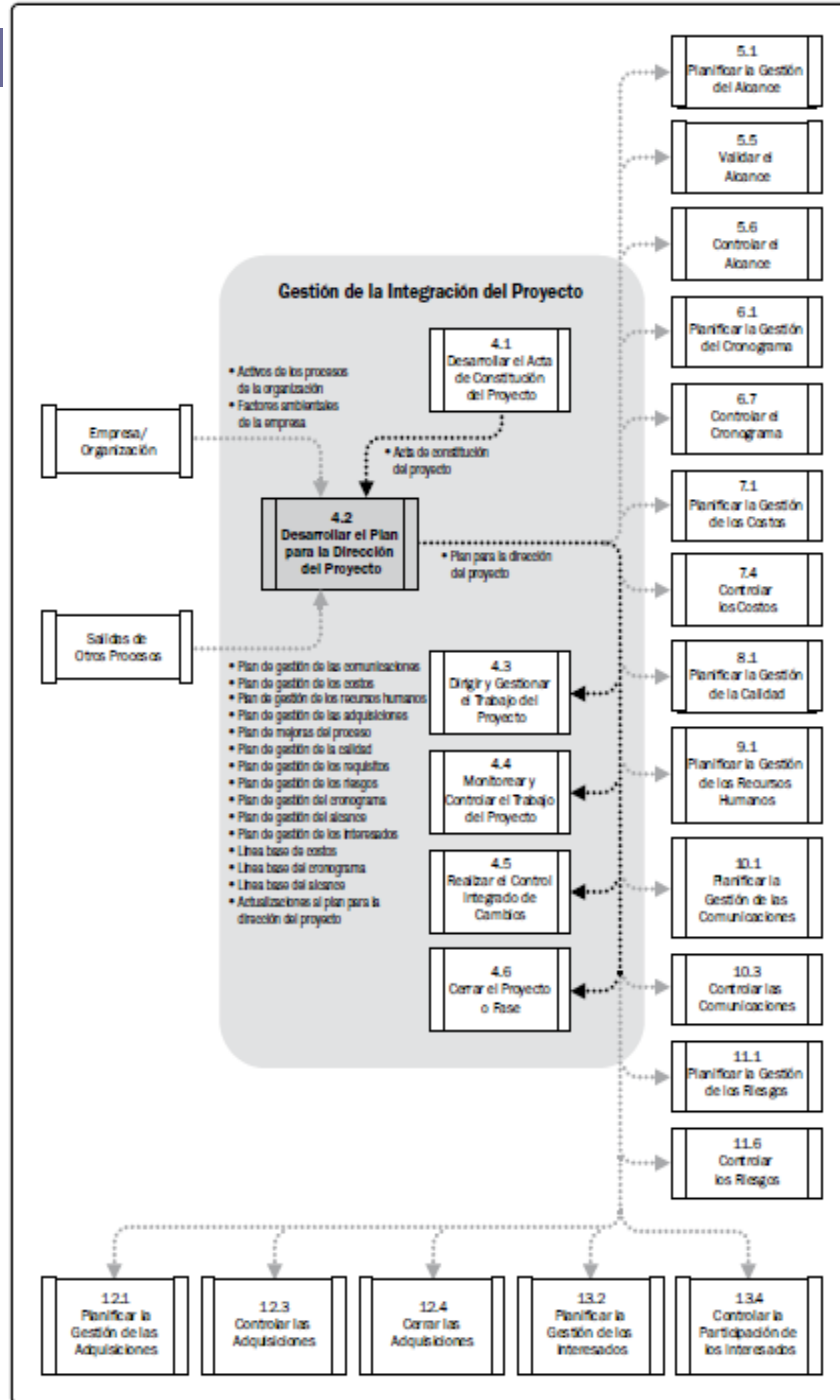 Gestión de la Integración del Proyecto
• Activos de los procesos
de la organización
• Factores ambientales
de la empresa
4.1
Desarrollar el Acta
de Constitución
del Proyecto
Empresa/
Organización
• Acta de constitución
del proyecto
4.2
Desarrollar el Plan
para la Dirección
del Proyecto
• Plan para la dirección
del proyecto
Salidas de
Otros Procesos
• Plan de gestión de las comunicaciones
• Plan de gestión de los costos
• Plan de gestión de los recursos humanos
• Plan de gestión de las adquisiciones
• Plan de mejoras del proceso
• Plan de gestión de la calidad
• Plan de gestión de los requisitos
• Plan de gestión de los riesgos
• Plan de gestión del cronograma
• Plan de gestión del alcance
• Plan de gestión de los interesados
• Línea base de costos
• Línea base del cronograma
• Línea base del alcance
• Actualizaciones al plan para la
dirección del proyecto
4.3
Dirigir y Gestionar
el Trabajo del
Proyecto
4.4
Monitorear y
Controlar el Trabajo
del Proyecto
4.5
Realizar el Control
Integrado de
Cambios
4.6
Cerrar el Proyecto
o Fase
5.1
Planificar la Gestión
del Alcance
5.5
Validar el
Alcance
5.6
Controlar el
Alcance
6.1
Planificar la Gestión
del Cronograma
6.7
Controlar el
Cronograma
7.1
Planificar la Gestión
de los Costos
7.4
Controlar
los Costos
8.1
Planificar la Gestión
de la Calidad
9.1
Planificar la Gestión
de los Recursos
Humanos
10.1
Planificar la
Gestión de las
Comunicaciones
10.3
Controlar las
Comunicaciones
11.1
Planificar la Gestión
de los Riesgos
11.6
Controlar
los Riesgos
12.1
Planificar la
Gestión de las
Adquisiciones
12.3
Controlar las
Adquisiciones
12.4
Cerrar las
Adquisiciones
13.2
Planificar la
Gestión de los
Interesados
13.4
Controlar la
Participación de
los Interesados